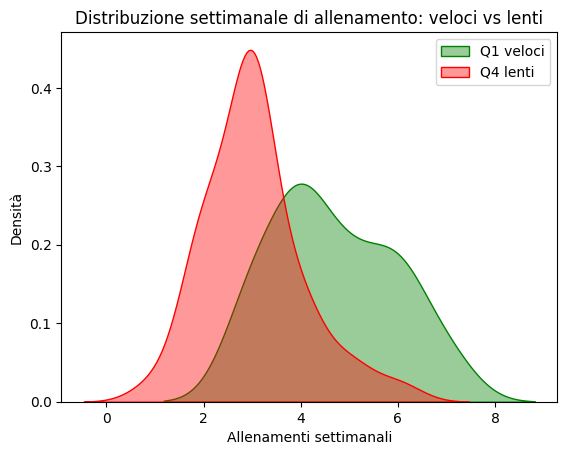 Distribuzione settimanale di allenamento: veloci vs lenti
Q1 veloci
Q4 lenti
Densità
0.4
0.3
0.2
0.1
0.0
0
2
4
6
8
Allenamenti settimanali